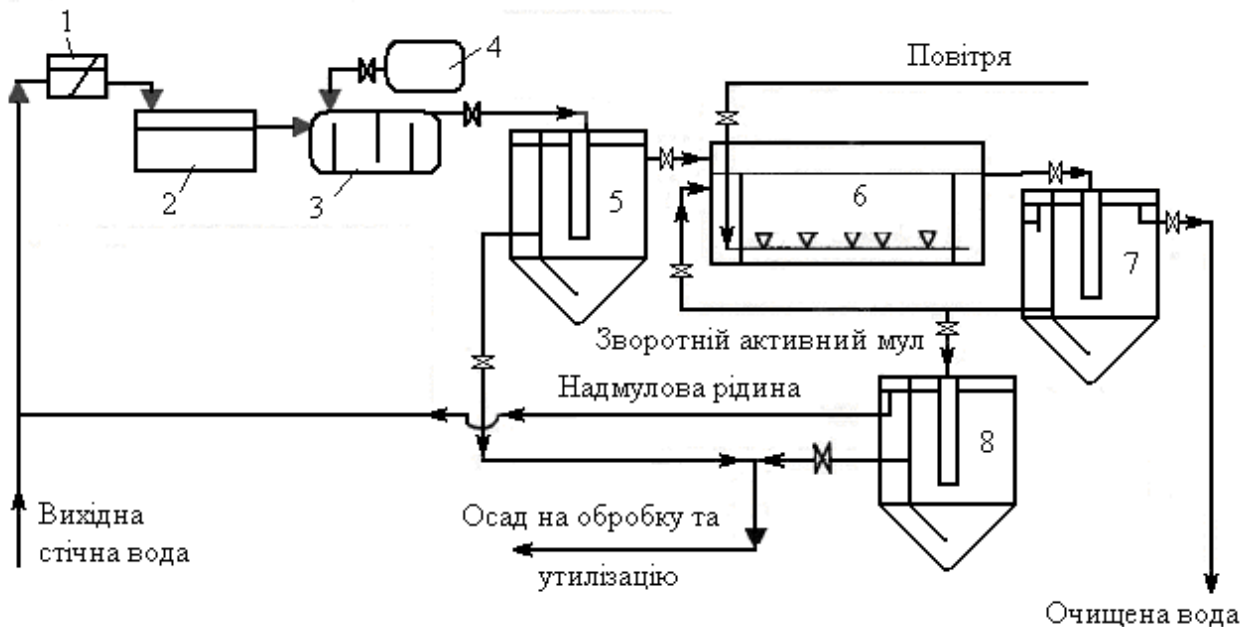 1
4
Повітря
2
3
5
6
7
Зворотній активний мул
Надмулова рідина
8
Вихідна
стічна вода
Осад на обробку та
утилізацію
Очищена вода